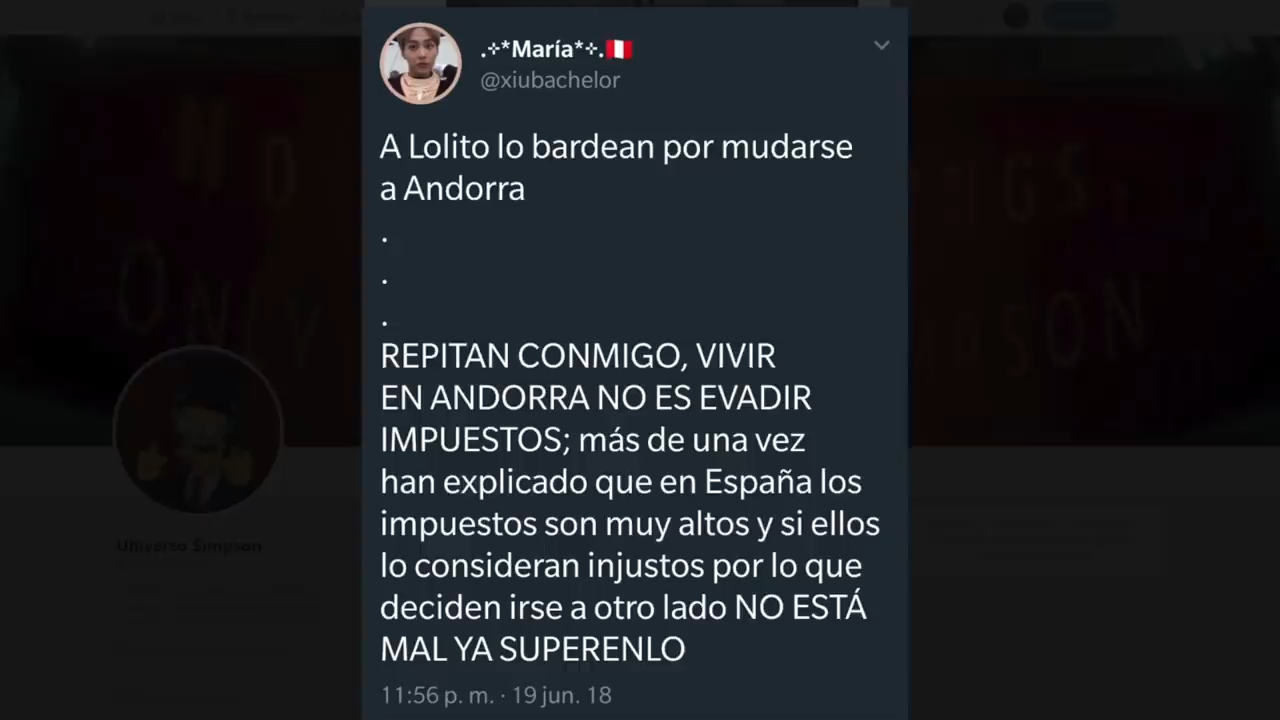 .⊹*María*⊹.🇵🇪
@xiubachelor
A Lolito lo bardean por mudarse
a Andorra
.
.
.
REPITAN CONMIGO, VIVIR
EN ANDORRA NO ES EVADIR
IMPUESTOS; más de una vez
han explicado que en España los
impuestos son muy altos y si ellos
lo consideran injustos por lo que
deciden irse a otro lado NO ESTÁ
MAL YA SUPERENLO
11:56 p. m. · 19 jun. 18
Universo Simpson